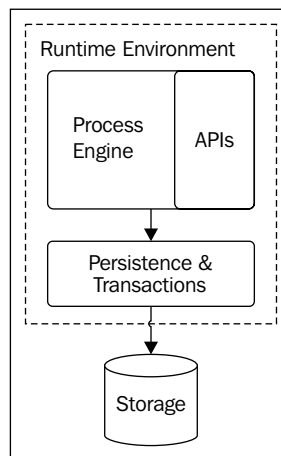 Runtime Environment
Process
Engine
APIs
Persistence &
Transactions
Storage